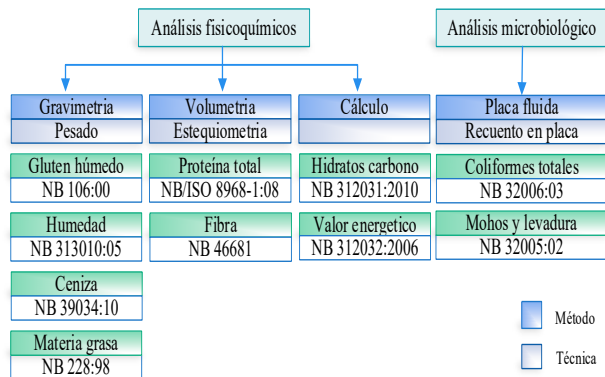 Análisis fisicoquímicos
Análisis microbiológico
Gravimetria
Pesado
Volumetria
Estequiometria
Cálculo
Placa fluida
Recuento en placa
Gluten húmedo
NB 106:00
Proteína total
NB/ISO 8968-1:08
Hidratos carbono
NB 312031:2010
Coliformes totales
NB 32006:03
Humedad
NB 313010:05
Fibra
NB 46681
Valor energetico
NB 312032:2006
Mohos y levadura
NB 32005:02
Ceniza
NB 39034:10
Materia grasa
NB 228:98
Método
Técnica